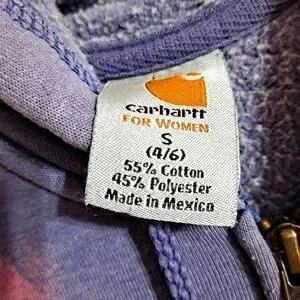 carhartt
FOR WOMEN
S
(4/6)
55% Cotton
45% Polyester
Made in Mexico